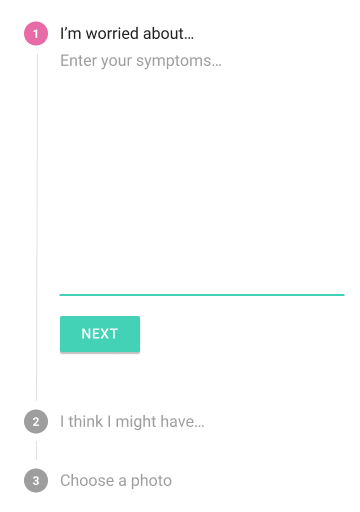 1 I'm worried about…
Enter your symptoms…
NEXT
2 I think I might have…
3 Choose a photo